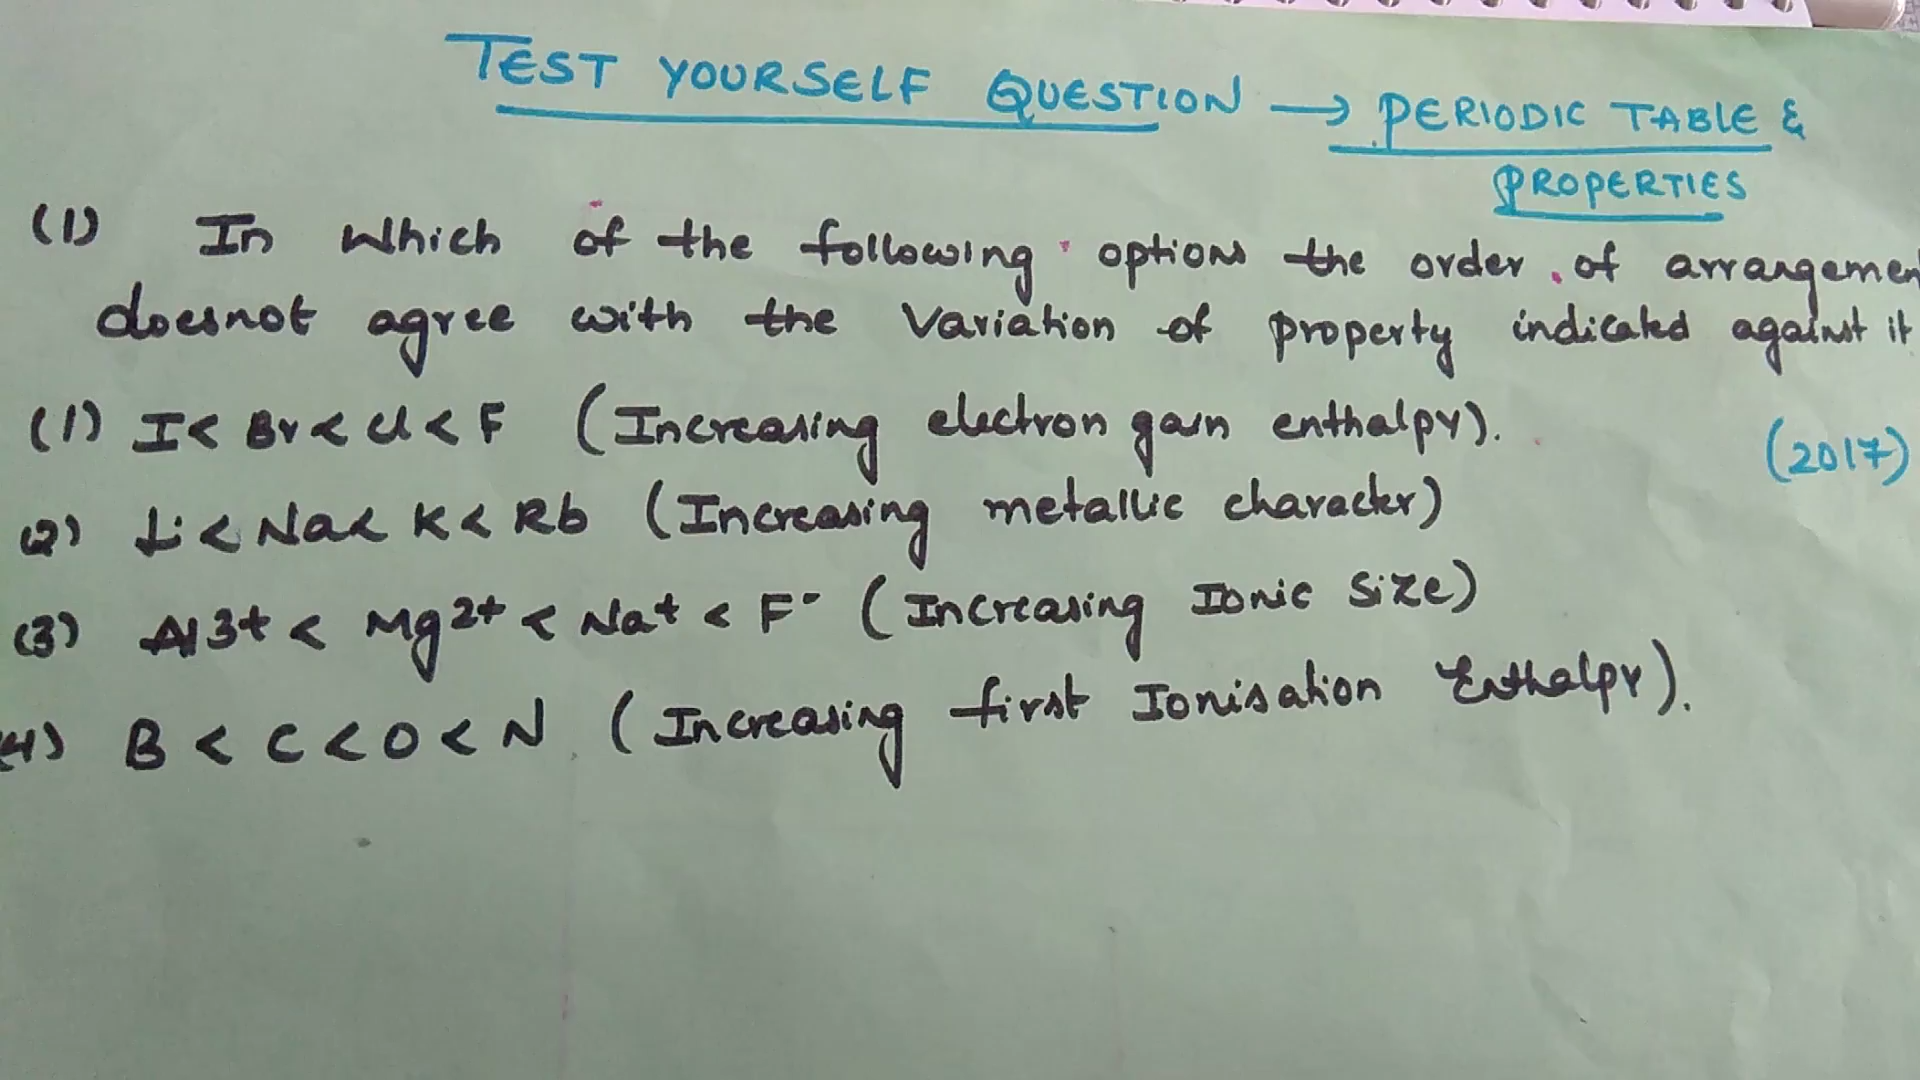 TEST YOURSELF QUESTION → PERIODIC TABLE &
PROPERTIES
(1) In which of the following options the order of arrangemen
doesnot agree with the variation of property indicated against it
(1) I < Br < Cl < F (Increasing electron gain enthalpy).
(2017)
(2) Li < Na < K < Rb (Increasing metallic character)
(3) Al3+ < Mg2+ < Na+ < F- (Increasing Ionic Size)
(4) B < C < O < N (Increasing first Ionisation Enthalpy).